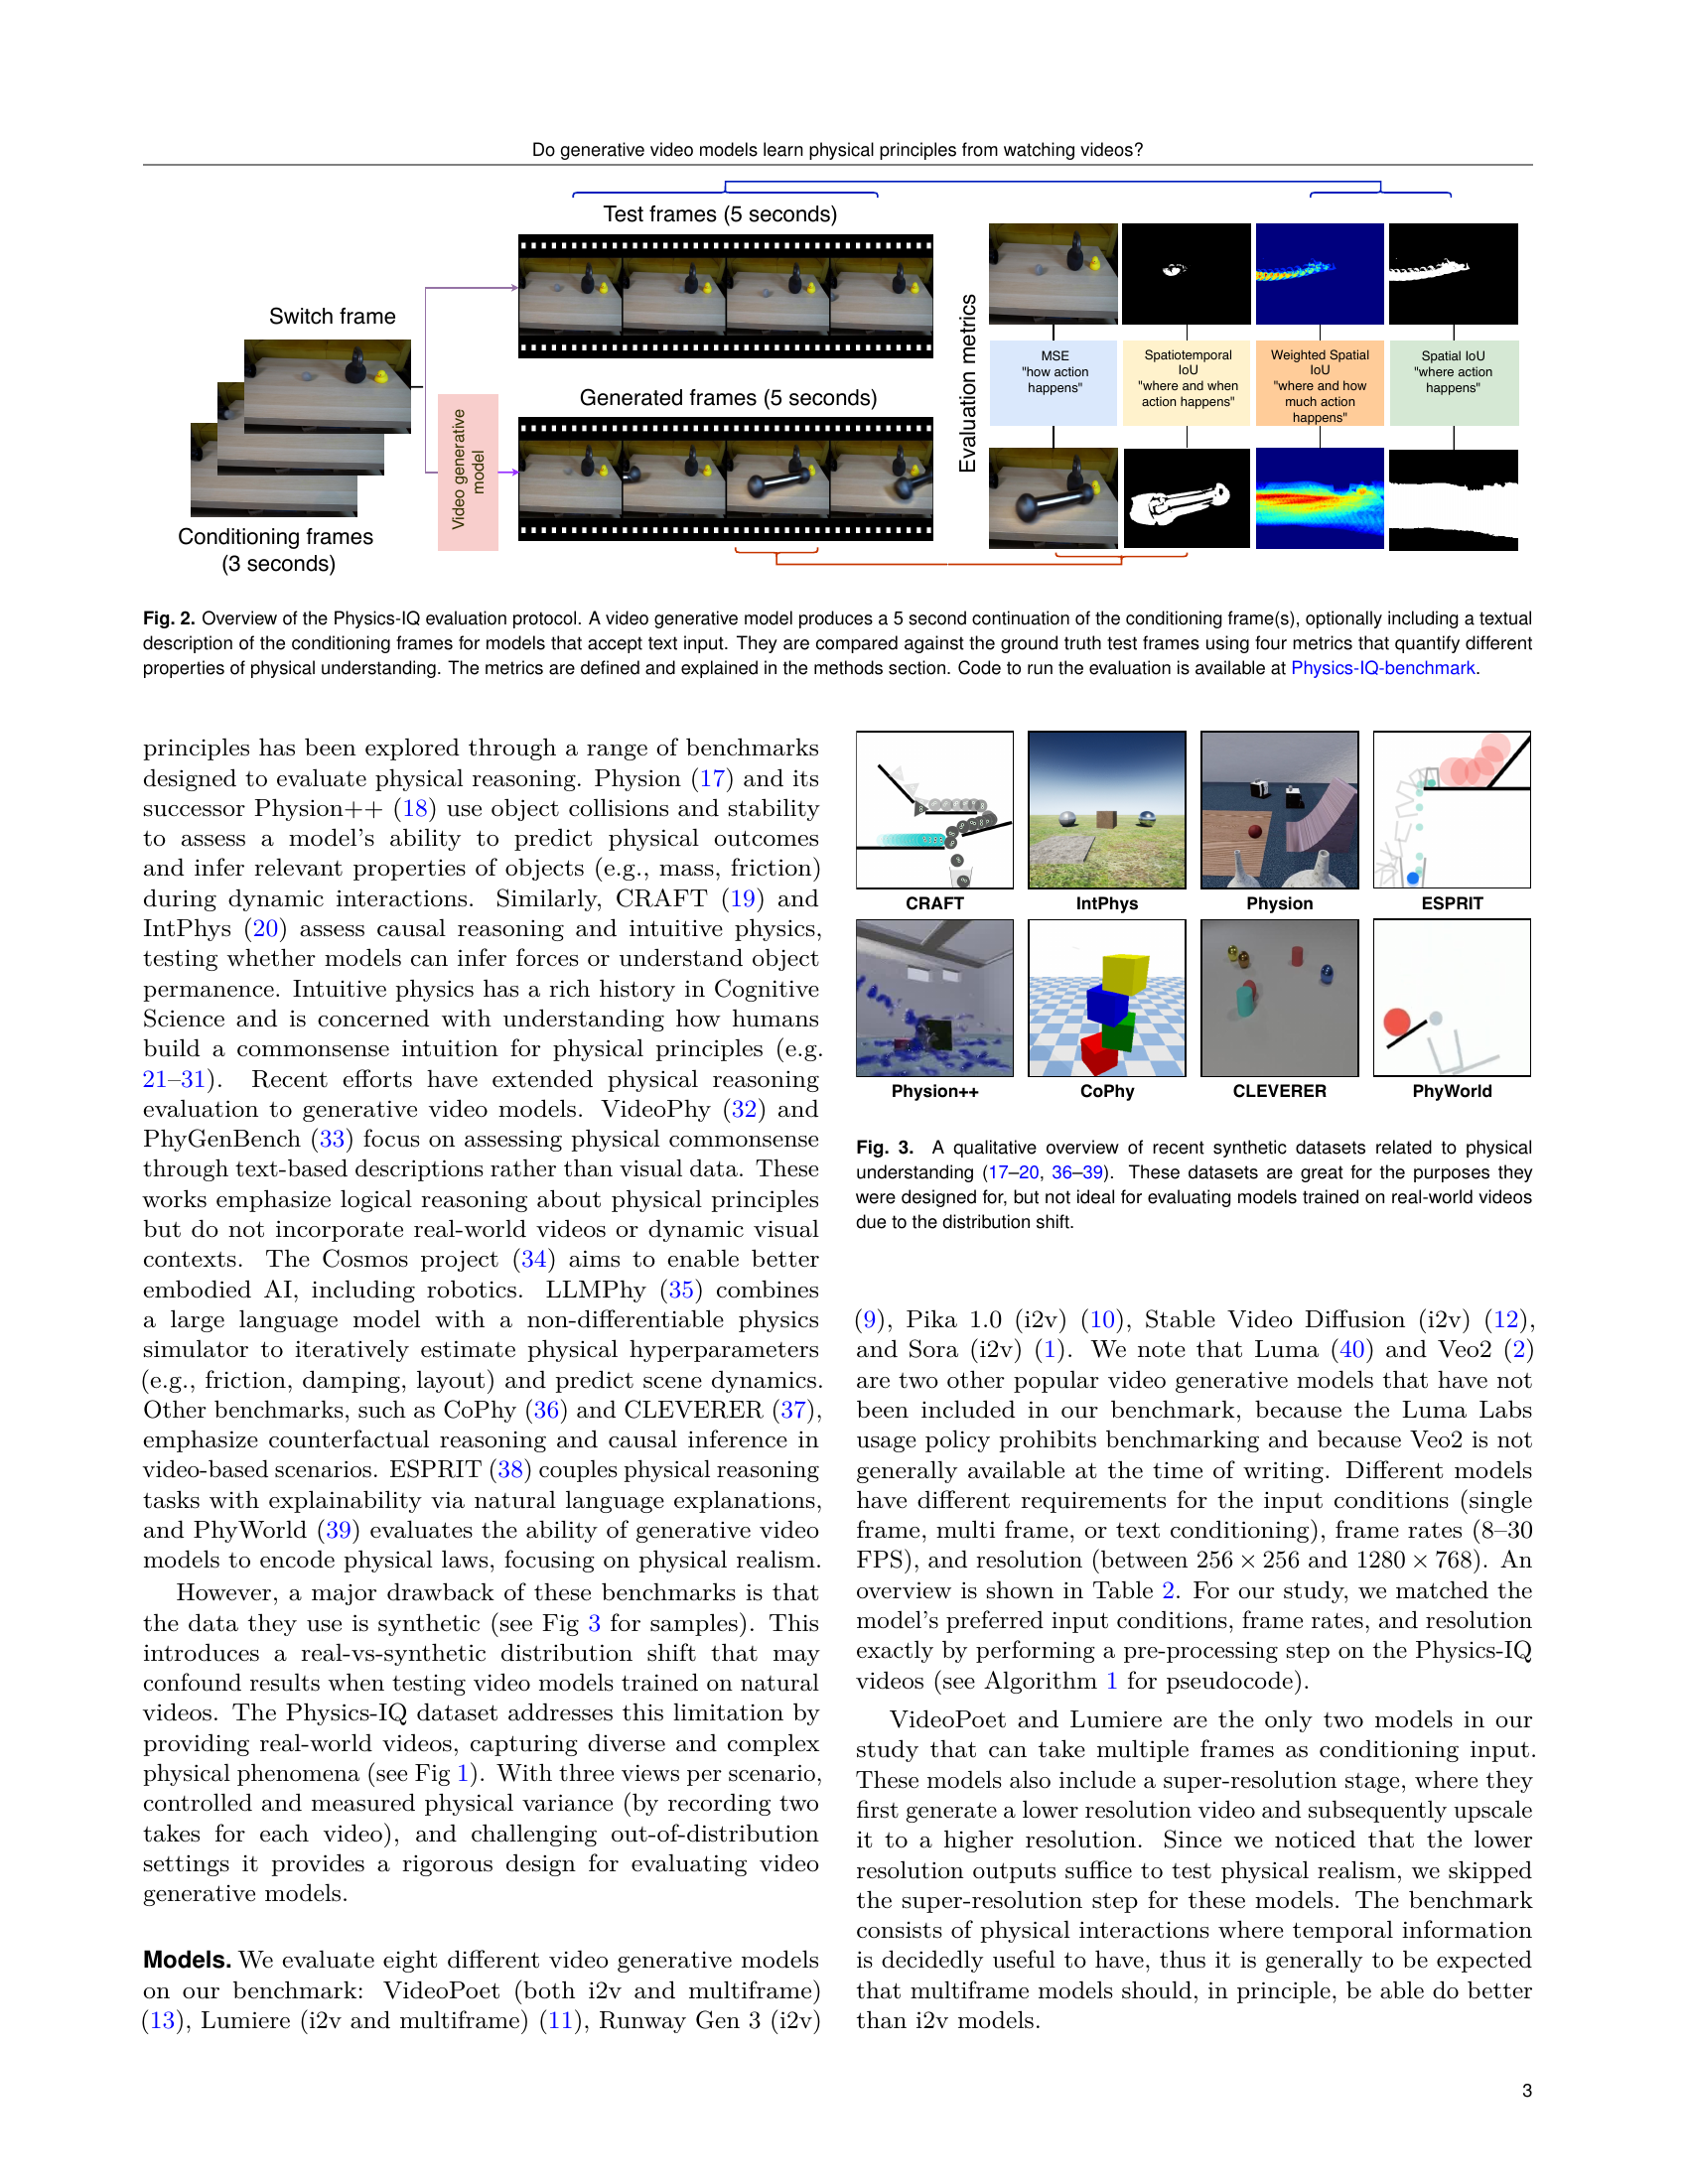 Do generative video models learn physical principles from watching videos?
Test frames (5 seconds)
Switch frame
Generated frames (5 seconds)
Video generative
model
Conditioning frames
(3 seconds)
Evaluation metrics
MSE
"how action
happens"
Spatiotemporal
IoU
"where and when
action happens"
Weighted Spatial
IoU
"where and how
much action
happens"
Spatial IoU
"where action
happens"
Fig. 2. Overview of the Physics-IQ evaluation protocol. A video generative model produces a 5 second continuation of the conditioning frame(s), optionally including a textual
description of the conditioning frames for models that accept text input. They are compared against the ground truth test frames using four metrics that quantify different
properties of physical understanding. The metrics are defined and explained in the methods section. Code to run the evaluation is available at Physics-IQ-benchmark.
principles has been explored through a range of benchmarks
designed to evaluate physical reasoning. Physion (17) and its
successor Physion++ (18) use object collisions and stability
to assess a model's ability to predict physical outcomes
and infer relevant properties of objects (e.g., mass, friction)
during dynamic interactions. Similarly, CRAFT (19) and
IntPhys (20) assess causal reasoning and intuitive physics,
testing whether models can infer forces or understand object
permanence. Intuitive physics has a rich history in Cognitive
Science and is concerned with understanding how humans
build a commonsense intuition for physical principles (e.g.
21–31). Recent efforts have extended physical reasoning
evaluation to generative video models. VideoPhy (32) and
PhyGenBench (33) focus on assessing physical commonsense
through text-based descriptions rather than visual data. These
works emphasize logical reasoning about physical principles
but do not incorporate real-world videos or dynamic visual
contexts. The Cosmos project (34) aims to enable better
embodied AI, including robotics. LLMPhy (35) combines
a large language model with a non-differentiable physics
simulator to iteratively estimate physical hyperparameters
(e.g., friction, damping, layout) and predict scene dynamics.
Other benchmarks, such as CoPhy (36) and CLEVERER (37),
emphasize counterfactual reasoning and causal inference in
video-based scenarios. ESPRIT (38) couples physical reasoning
tasks with explainability via natural language explanations,
and PhyWorld (39) evaluates the ability of generative video
models to encode physical laws, focusing on physical realism.
However, a major drawback of these benchmarks is that
the data they use is synthetic (see Fig 3 for samples). This
introduces a real-vs-synthetic distribution shift that may
confound results when testing video models trained on natural
videos. The Physics-IQ dataset addresses this limitation by
providing real-world videos, capturing diverse and complex
physical phenomena (see Fig 1). With three views per scenario,
controlled and measured physical variance (by recording two
takes for each video), and challenging out-of-distribution
settings it provides a rigorous design for evaluating video
generative models.
Models. We evaluate eight different video generative models
on our benchmark: VideoPoet (both i2v and multiframe)
(13), Lumiere (i2v and multiframe) (11), Runway Gen 3 (i2v)
CRAFT
IntPhys
Physion
ESPRIT
Physion++
CoPhy
CLEVERER
PhyWorld
Fig. 3. A qualitative overview of recent synthetic datasets related to physical
understanding (17–20, 36–39). These datasets are great for the purposes they
were designed for, but not ideal for evaluating models trained on real-world videos
due to the distribution shift.
(9), Pika 1.0 (i2v) (10), Stable Video Diffusion (i2v) (12),
and Sora (i2v) (1). We note that Luma (40) and Veo2 (2)
are two other popular video generative models that have not
been included in our benchmark, because the Luma Labs
usage policy prohibits benchmarking and because Veo2 is not
generally available at the time of writing. Different models
have different requirements for the input conditions (single
frame, multi frame, or text conditioning), frame rates (8–30
FPS), and resolution (between 256 × 256 and 1280 × 768). An
overview is shown in Table 2. For our study, we matched the
model's preferred input conditions, frame rates, and resolution
exactly by performing a pre-processing step on the Physics-IQ
videos (see Algorithm 1 for pseudocode).
VideoPoet and Lumiere are the only two models in our
study that can take multiple frames as conditioning input.
These models also include a super-resolution stage, where they
first generate a lower resolution video and subsequently upscale
it to a higher resolution. Since we noticed that the lower
resolution outputs suffice to test physical realism, we skipped
the super-resolution step for these models. The benchmark
consists of physical interactions where temporal information
is decidedly useful to have, thus it is generally to be expected
that multiframe models should, in principle, be able do better
than i2v models.
3